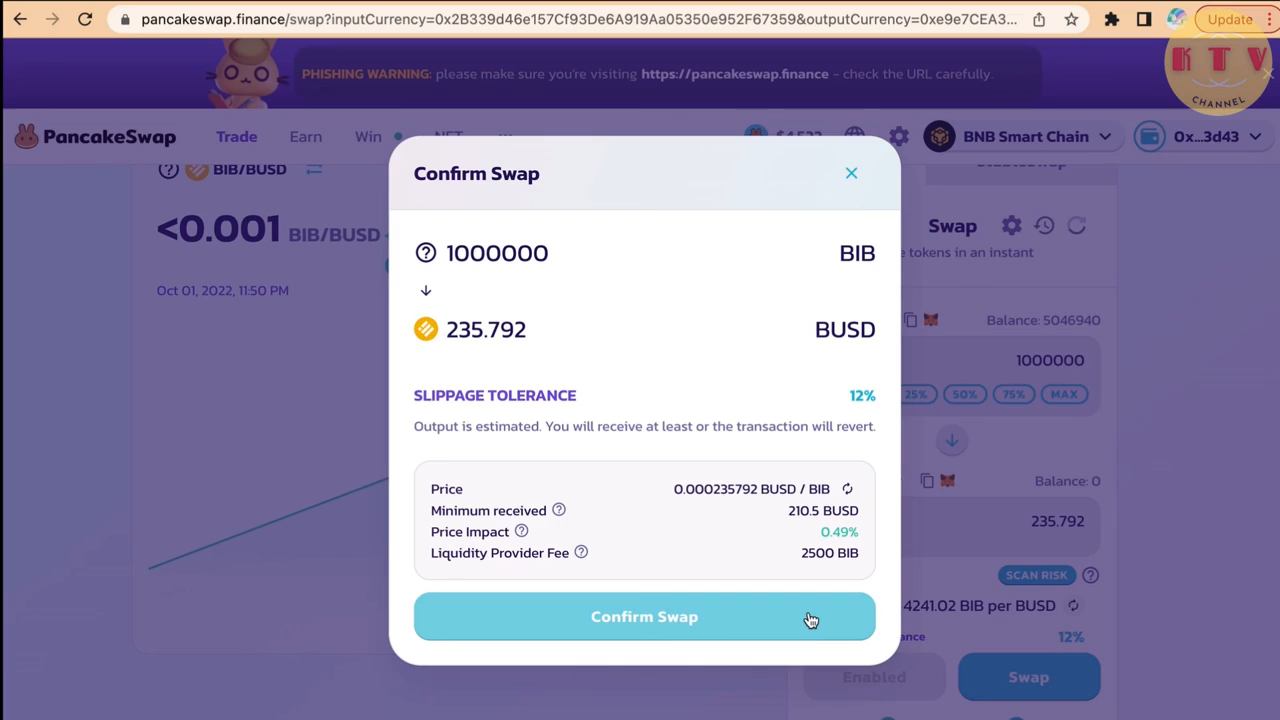 pancakeswap.finance/swap?inputCurrency=0x2B339d46e157Cf93De6A919Aa05350e952F67359&outputCurrency=0xe9e7CEA3...
Update
PHISHING WARNING: please make sure you're visiting https://pancakeswap.finance - check the URL carefully.
KTV
CHANNEL
PancakeSwap
Trade
Earn
Win
BNB Smart Chain
0x...3d43
BIB/BUSD
<0.001 BIB/BUSD
Oct 01, 2022, 11:50 PM
Confirm Swap
1000000 BIB
235.792 BUSD
SLIPPAGE TOLERANCE 12%
Output is estimated. You will receive at least or the transaction will revert.
Price 0.000235792 BUSD / BIB
Minimum received 210.5 BUSD
Price Impact 0.49%
Liquidity Provider Fee 2500 BIB
Confirm Swap
Swap
e tokens in an instant
Balance: 5046940
1000000
25% 50% 75% MAX
Balance: 0
235.792
SCAN RISK
4241.02 BIB per BUSD
ance 12%
Enabled
Swap